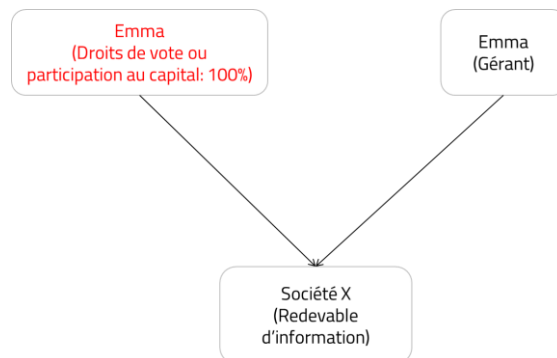 Emma
(Droits de vote ou
participation au capital: 100%)
Emma
(Gérant)
Société X
(Redevable
d’information)